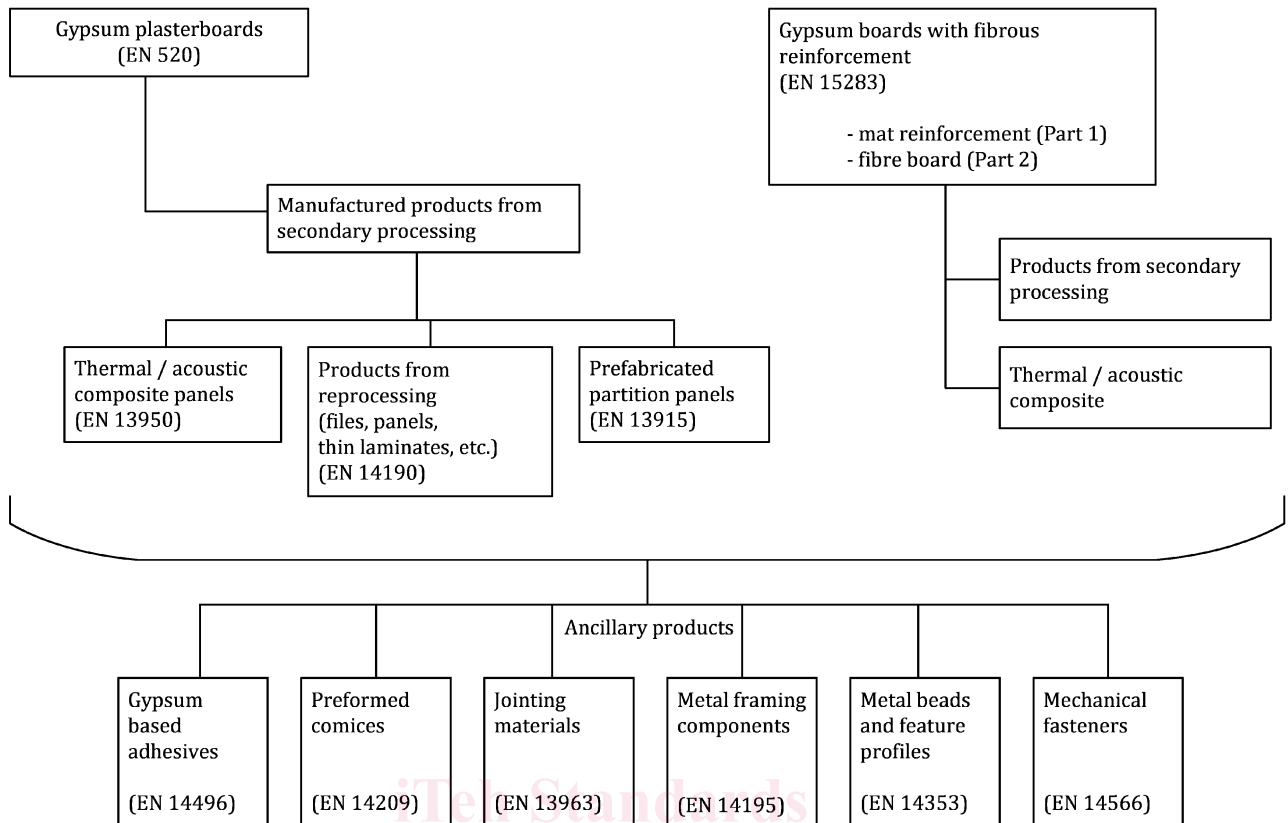 Gypsum plasterboards
(EN 520)
Gypsum boards with fibrous
reinforcement
(EN 15283)
- mat reinforcement (Part 1)
- fibre board (Part 2)
Manufactured products from
secondary processing
Products from secondary
processing
Thermal / acoustic
composite panels
(EN 13950)
Products from
reprocessing
(files, panels,
thin laminates, etc.)
(EN 14190)
Prefabricated
partition panels
(EN 13915)
Thermal / acoustic
composite
Ancillary products
Gypsum
based
adhesives
(EN 14496)
Preformed
comices
(EN 14209)
Jointing
materials
(EN 13963)
Metal framing
components
(EN 14195)
Metal beads
and feature
profiles
(EN 14353)
Mechanical
fasteners
(EN 14566)
iTeh Standards